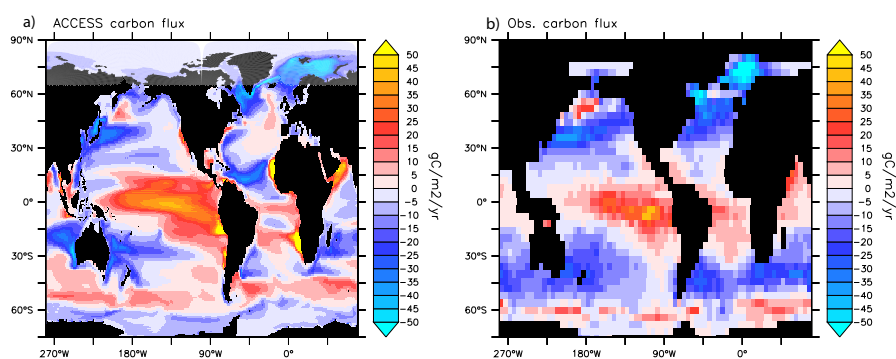 a) ACCESS carbon flux
90°N
60°N
30°N
0°
30°S
60°S
270°W 180°W 90°W 0°
50
45
40
35
30
25
20
15
10
5
0
−5
−10
−15
−20
−25
−30
−35
−40
−45
−50
gC/m2/yr
b) Obs. carbon flux
90°N
60°N
30°N
0°
30°S
60°S
270°W 180°W 90°W 0°
50
45
40
35
30
25
20
15
10
5
0
−5
−10
−15
−20
−25
−30
−35
−40
−45
−50
gC/m2/yr